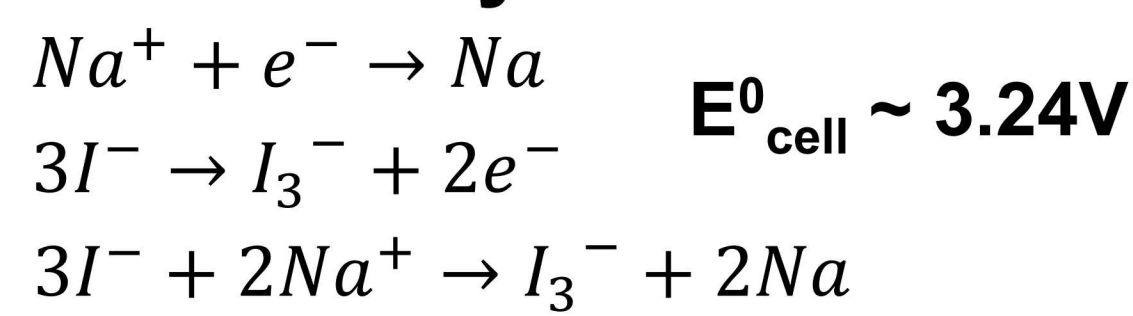 Na⁺ + e⁻ → Na
E⁰cell ~ 3.24V
3I⁻ → I₃⁻ + 2e⁻
3I⁻ + 2Na⁺ → I₃⁻ + 2Na